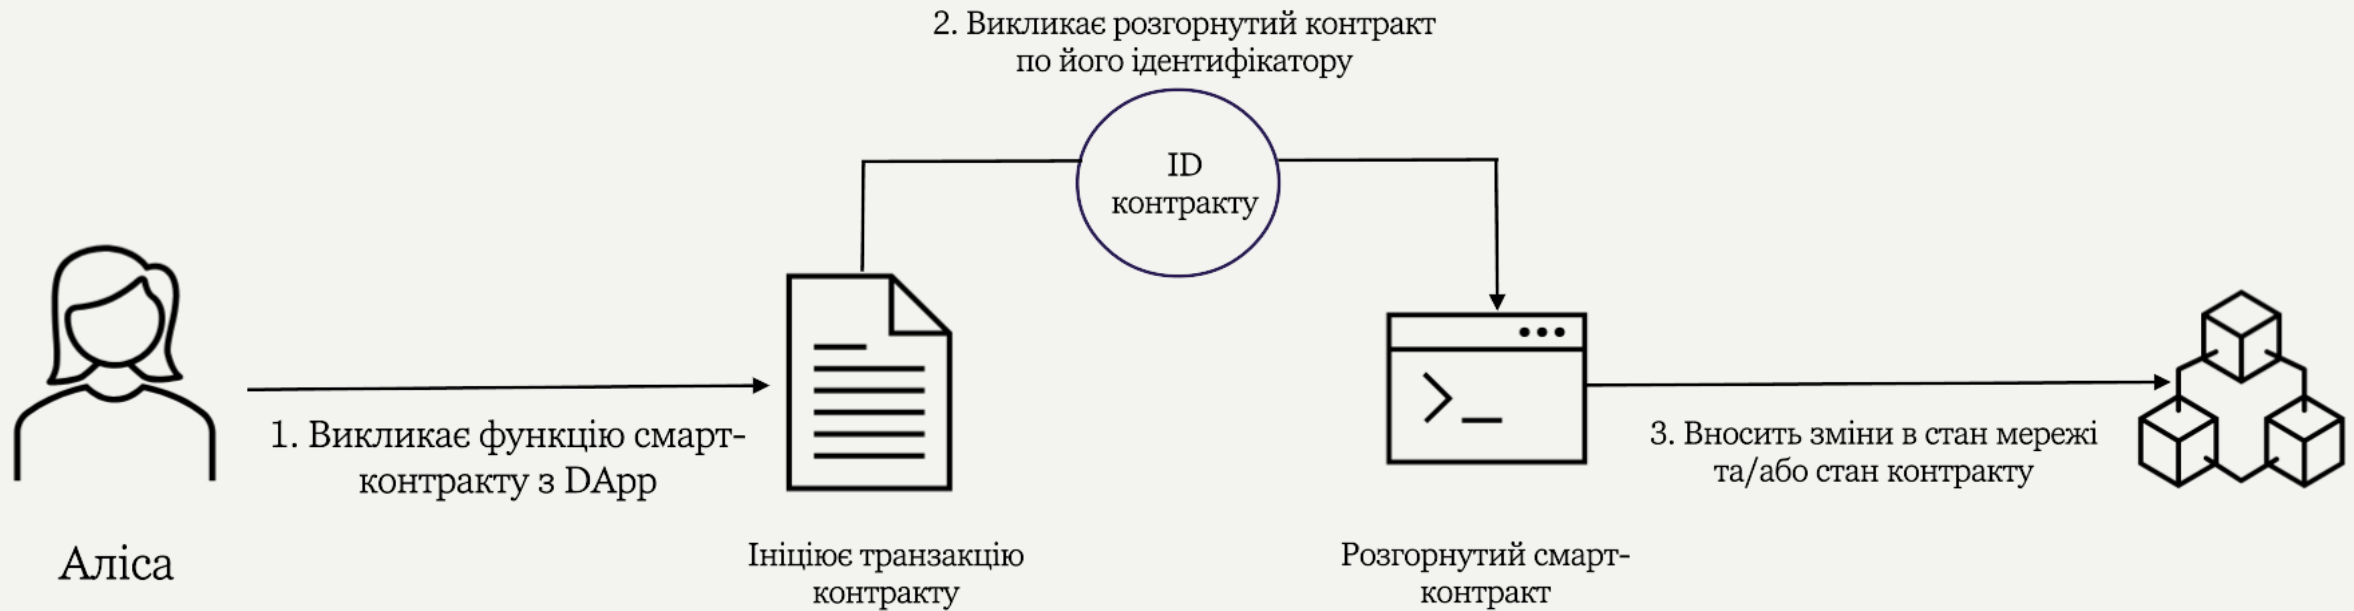 2. Викликає розгорнутий контракт
по його ідентифікатору
ID
контракту
1. Викликає функцію смарт-
контракту з DApp
3. Вносить зміни в стан мережі
та/або стан контракту
Аліса
Ініціює транзакцію
контракту
Розгорнутий смарт-
контракт